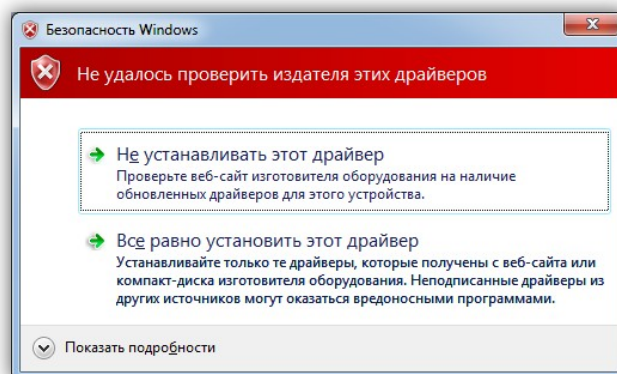 Безопасность Windows
Не удалось проверить издателя этих драйверов
Не устанавливать этот драйвер
Проверьте веб-сайт изготовителя оборудования на наличие
обновленных драйверов для этого устройства.
Все равно установить этот драйвер
Устанавливайте только те драйверы, которые получены с веб-сайта или
компакт-диска изготовителя оборудования. Неподписанные драйверы из
других источников могут оказаться вредоносными программами.
Показать подробности